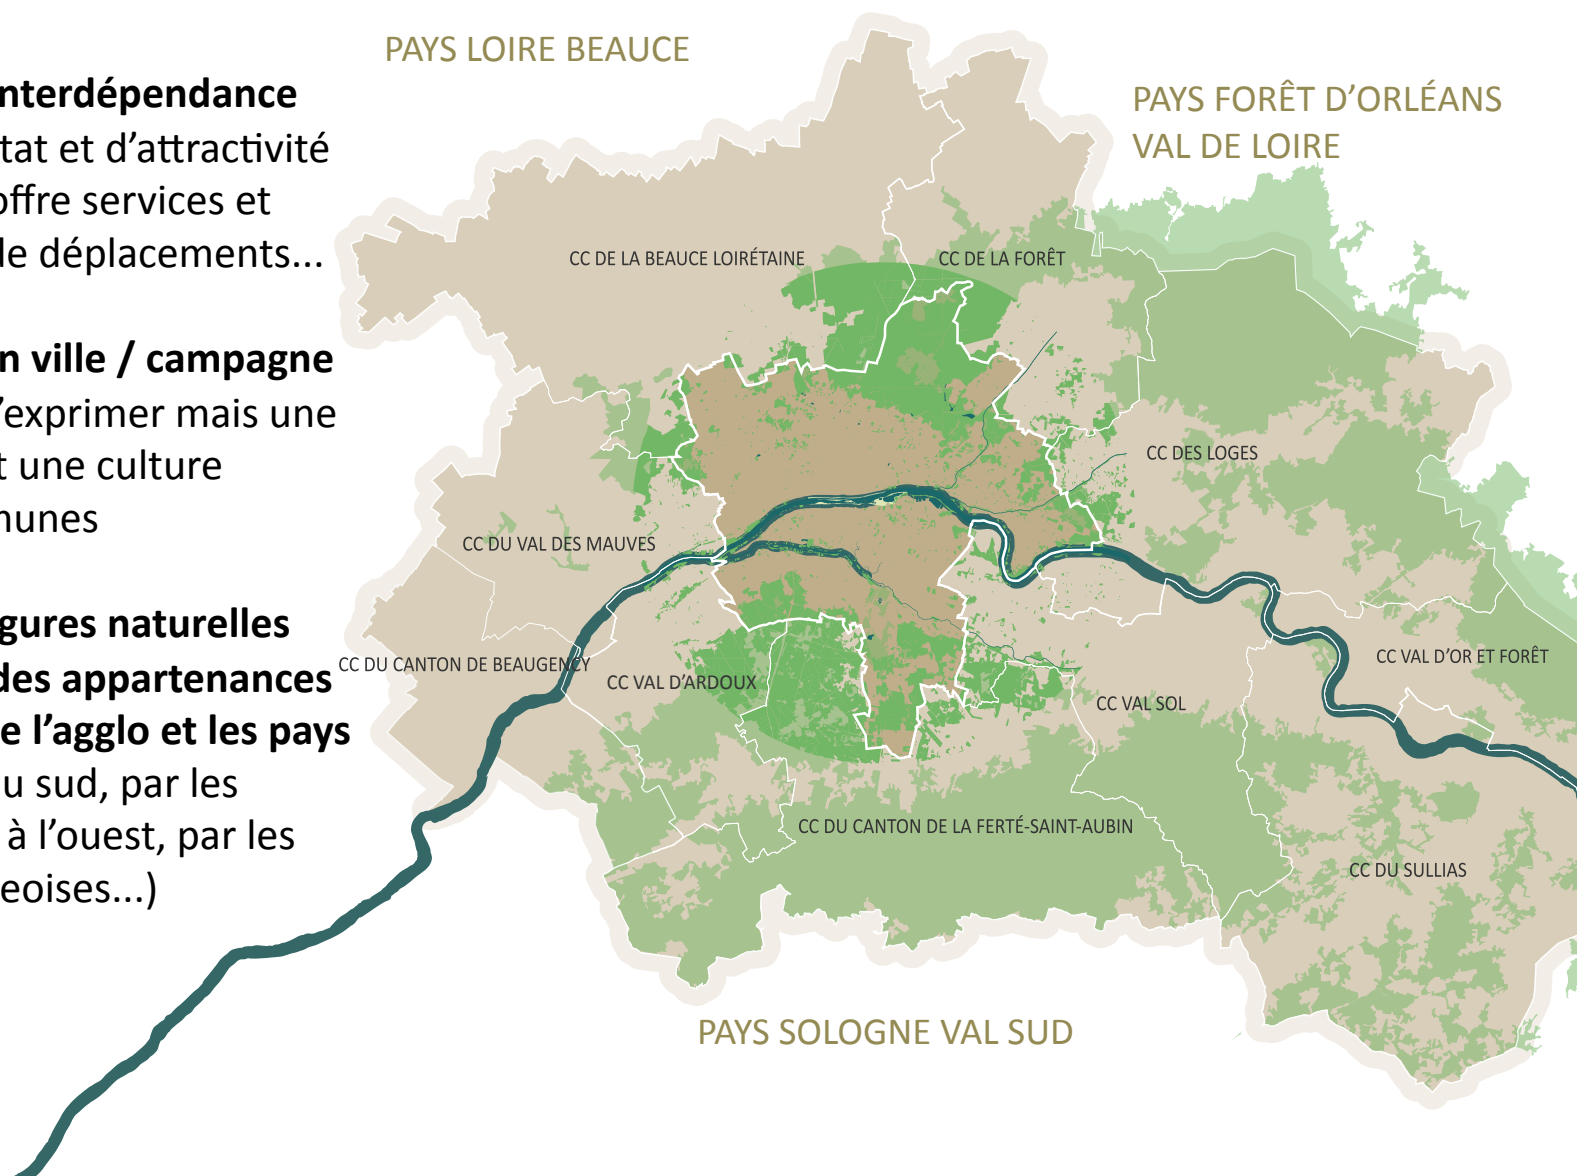 nterdépendance
tat et d'attractivité
offre services et
de déplacements...
n ville / campagne
'exprimer mais une
t une culture
munes
gures naturelles
des appartenances
e l'agglo et les pays
u sud, par les
à l'ouest, par les
eoises...)
PAYS LOIRE BEAUCE
PAYS FORÊT D'ORLÉANS
VAL DE LOIRE
CC DE LA BEAUCE LOIRÉTAINE
CC DE LA FORÊT
CC DES LOGES
CC DU VAL DES MAUVES
CC DU CANTON DE BEAUGENCY
CC VAL D'ARDOUX
CC VAL D'OR ET FORÊT
CC VAL SOL
CC DU CANTON DE LA FERTÉ-SAINT-AUBIN
CC DU SULLIAS
PAYS SOLOGNE VAL SUD